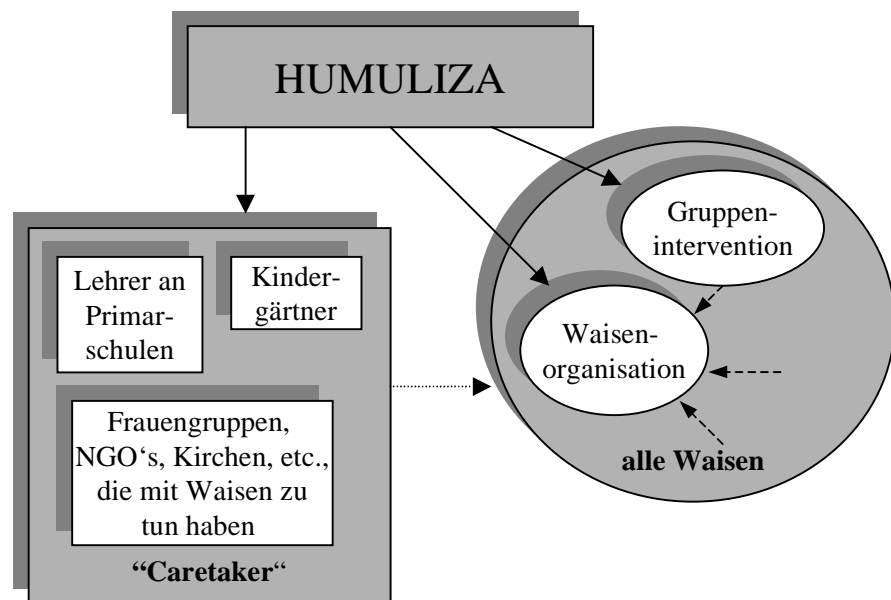 HUMULIZA
Gruppen-
intervention
Lehrer an
Primar-
schulen
Kinder-
gärtner
Waisen-
organisation
Frauengruppen,
NGO‘s, Kirchen, etc.,
die mit Waisen zu
tun haben
alle Waisen
“Caretaker“